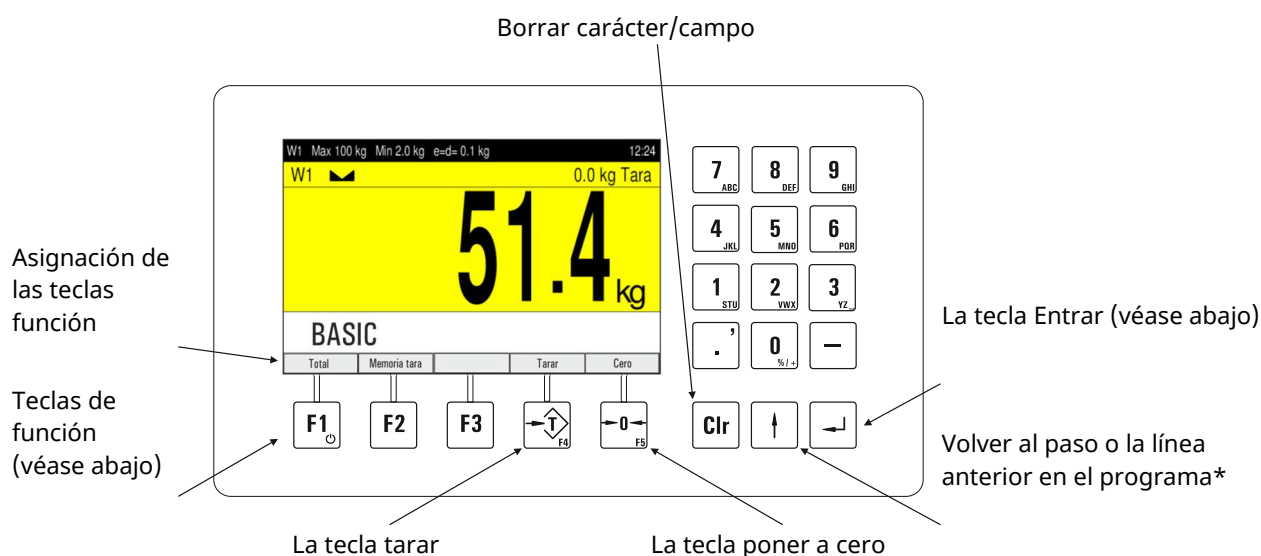 Borrar carácter/campo
W1 Max 100 kg Min 2.0 kg e=d= 0.1 kg 12:24
W1 0.0 kg Tara
51.4 kg
BASIC
Total Memoria tara Tarar Cero
Asignación de
las teclas
función
Teclas de
función
(véase abajo)
F1 F2 F3 T F4 0 F5
7 ABC 8 DEF 9 GHI
4 JKL 5 MNO 6 PQR
1 STU 2 VWX 3 YZ_
. ' 0 %/+ –
Clr
La tecla Entrar (véase abajo)
Volver al paso o la línea
anterior en el programa*
La tecla tarar La tecla poner a cero